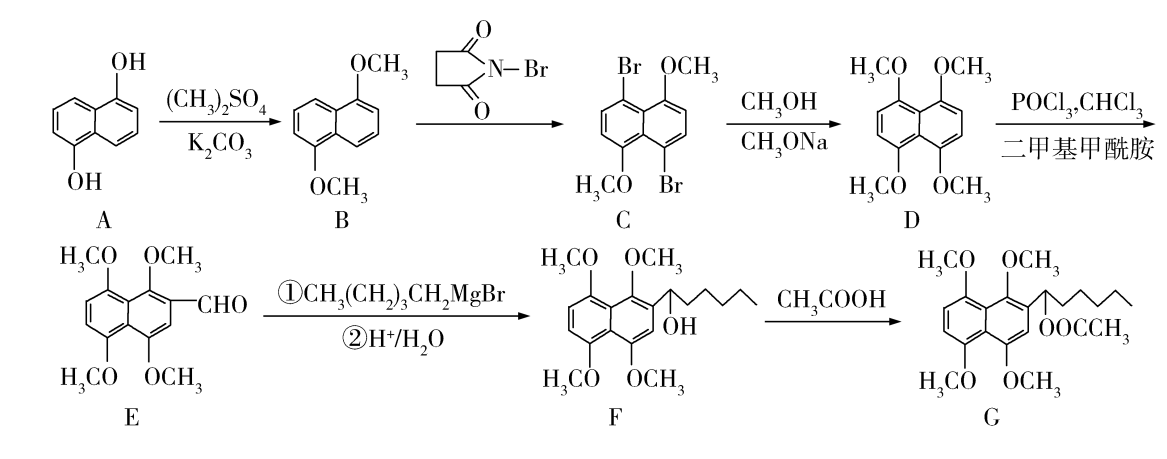 OH
OH
A
(CH₃)₂SO₄
K₂CO₃
OCH₃
OCH₃
B
O
N
Br
O
Br
OCH₃
H₃CO
Br
C
CH₃OH
CH₃ONa
H₃CO
OCH₃
H₃CO
OCH₃
D
POCl₃,CHCl₃
二甲基甲酰胺
H₃CO
OCH₃
CHO
H₃CO
OCH₃
E
①CH₃(CH₂)₃CH₂MgBr
②H⁺/H₂O
H₃CO
OCH₃
OH
H₃CO
OCH₃
F
CH₃COOH
H₃CO
OCH₃
OOCCH₃
H₃CO
OCH₃
G